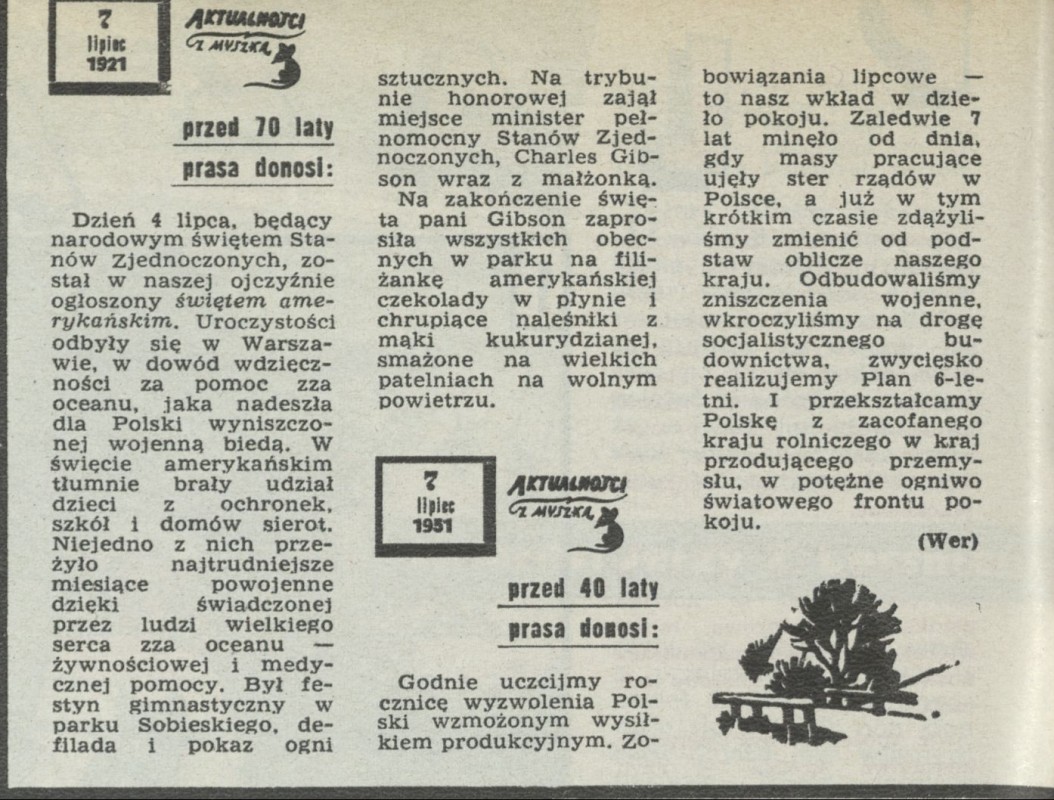 7
lipiec
1921
AKTUALNOŚCI
Z MYSZKĄ
przed 70 laty
prasa donosi:
Dzień 4 lipca, będący
narodowym świętem Sta-
nów Zjednoczonych, zo-
stał w naszej ojczyźnie
ogłoszony świętem ame-
rykańskim. Uroczystości
odbyły się w Warsza-
wie, w dowód wdzięcz-
ności za pomoc zza
oceanu, jaka nadeszła
dla Polski wyniszczo-
nej wojenną biedą. W
święcie amerykańskim
tłumnie brały udział
dzieci z ochronek,
szkół i domów sierot.
Niejedno z nich prze-
żyło najtrudniejsze
miesiące powojenne
dzięki świadczonej
przez ludzi wielkiego
serca zza oceanu —
żywnościowej i medy-
cznej pomocy. Był fe-
styn gimnastyczny w
parku Sobieskiego, de-
filada i pokaz ogni
sztucznych. Na trybu-
nie honorowej zajął
miejsce minister peł-
nomocny Stanów Zjed-
noczonych, Charles Gib-
son wraz z małżonką.
Na zakończenie świę-
ta pani Gibson zapro-
siła wszystkich obec-
nych w parku na fili-
żankę amerykańskiej
czekolady w płynie i
chrupiące naleśniki z
mąki kukurydzianej,
smażone na wielkich
patelniach na wolnym
powietrzu.
7
lipiec
1951
AKTUALNOŚCI
Z MYSZKĄ
przed 40 laty
prasa donosi:
Godnie uczcijmy ro-
cznicę wyzwolenia Pol-
ski wzmożonym wysił-
kiem produkcyjnym. Zo-
bowiązania lipcowe —
to nasz wkład w dzie-
ło pokoju. Zaledwie 7
lat minęło od dnia,
gdy masy pracujące
ujęły ster rządów w
Polsce, a już w tym
krótkim czasie zdążyli-
śmy zmienić od pod-
staw oblicze naszego
kraju. Odbudowaliśmy
zniszczenia wojenne,
wkroczyliśmy na drogę
socjalistycznego bu-
downictwa, zwycięsko
realizujemy Plan 6-le-
tni. I przekształcamy
Polskę z zacofanego
kraju rolniczego w kraj
przodującego przemy-
słu, w potężne ogniwo
światowego frontu po-
koju.
(Wer)